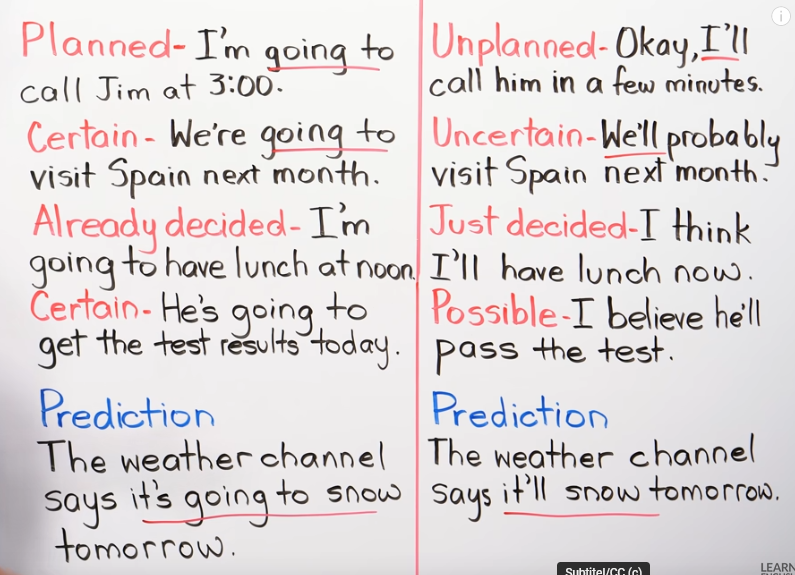 Planned- I'm going to
call Jim at 3:00.
Certain- We're going to
visit Spain next month.
Already decided- I'm
going to have lunch at noon.
Certain- He's going to
get the test results today.
Prediction
The weather channel
says it's going to snow
tomorrow.
Unplanned- Okay, I'll
call him in a few minutes.
Uncertain- We'll probably
visit Spain next month.
Just decided- I think
I'll have lunch now.
Possible- I believe he'll
pass the test.
Prediction
The weather channel
says it'll snow tomorrow.
Subtitel/CC (c)
LEARN